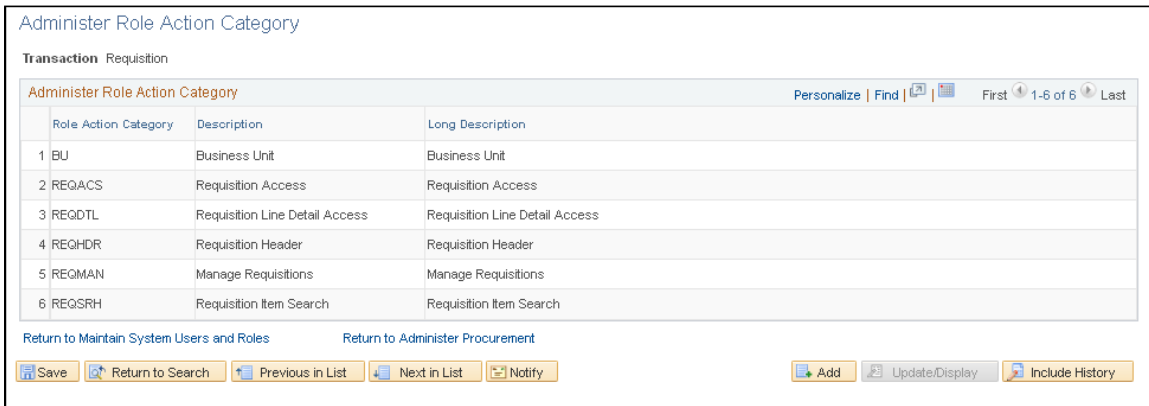 Administer Role Action Category
Transaction Requisition
Administer Role Action Category Personalize | Find | | First 1-6 of 6 Last
Role Action Category Description Long Description
1 BU Business Unit Business Unit
2 REQACS Requisition Access Requisition Access
3 REQDTL Requisition Line Detail Access Requisition Line Detail Access
4 REQHDR Requisition Header Requisition Header
5 REQMAN Manage Requisitions Manage Requisitions
6 REQSRH Requisition Item Search Requisition Item Search
Return to Maintain System Users and Roles Return to Administer Procurement
Save Return to Search Previous in List Next in List Notify Add Update/Display Include History